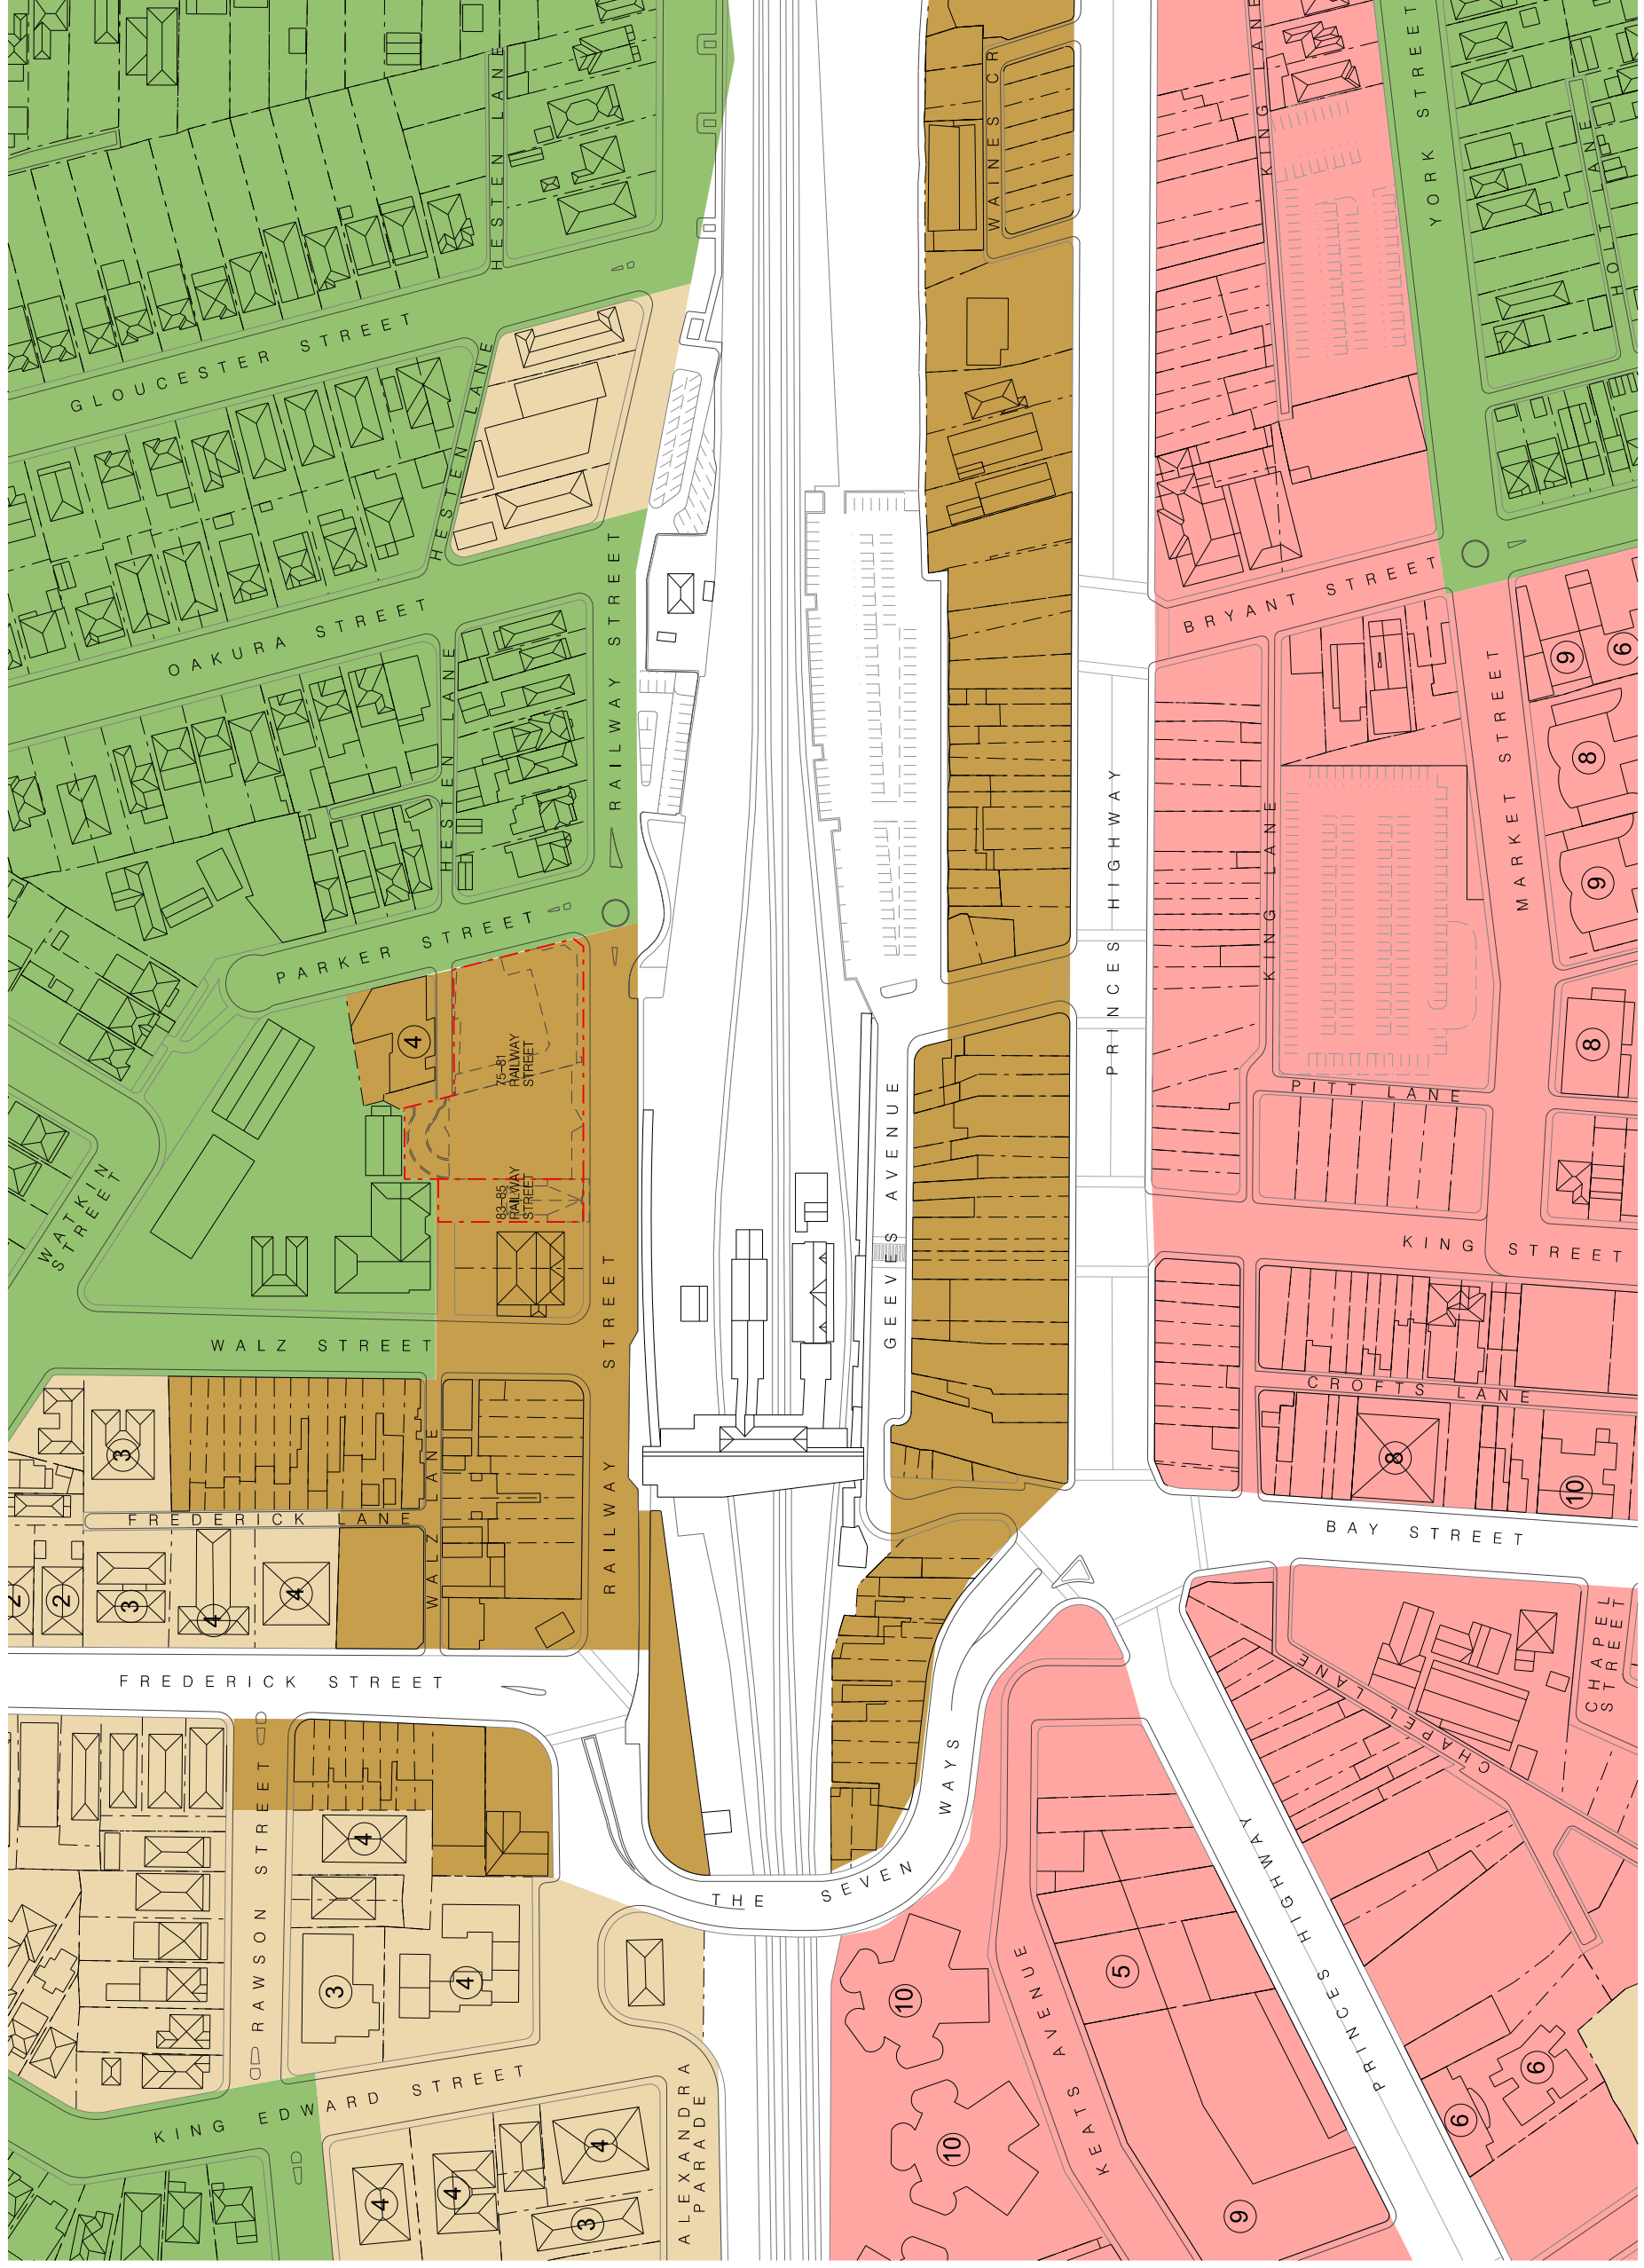 HESTEN LANE
WAINES CR
KING LANE
YORK STREET
HOLT LANE
GLOUCESTER STREET
HESTEN LANE
OAKURA STREET
HESTEN LANE
RAILWAY STREET
BRYANT STREET
MARKET STREET
9
6
8
9
PRINCES HIGHWAY
KING LANE
PARKER STREET
4
75-81
RAILWAY
STREET
83-85
RAILWAY
STREET
8
PITT LANE
GEEVES AVENUE
WATKIN
STREET
KING STREET
WALZ STREET
RAILWAY STREET
CROFTS LANE
3
WALZ LANE
8
10
FREDERICK LANE
BAY STREET
2
2
3
4
4
CHAPEL
STREET
CHAPEL LANE
FREDERICK STREET
RAWSON STREET
4
THE SEVEN WAYS
3
4
10
KEATS AVENUE
5
PRINCES HIGHWAY
6
6
KING EDWARD STREET
ALEXANDRA
PARADE
4
4
4
3
10
9